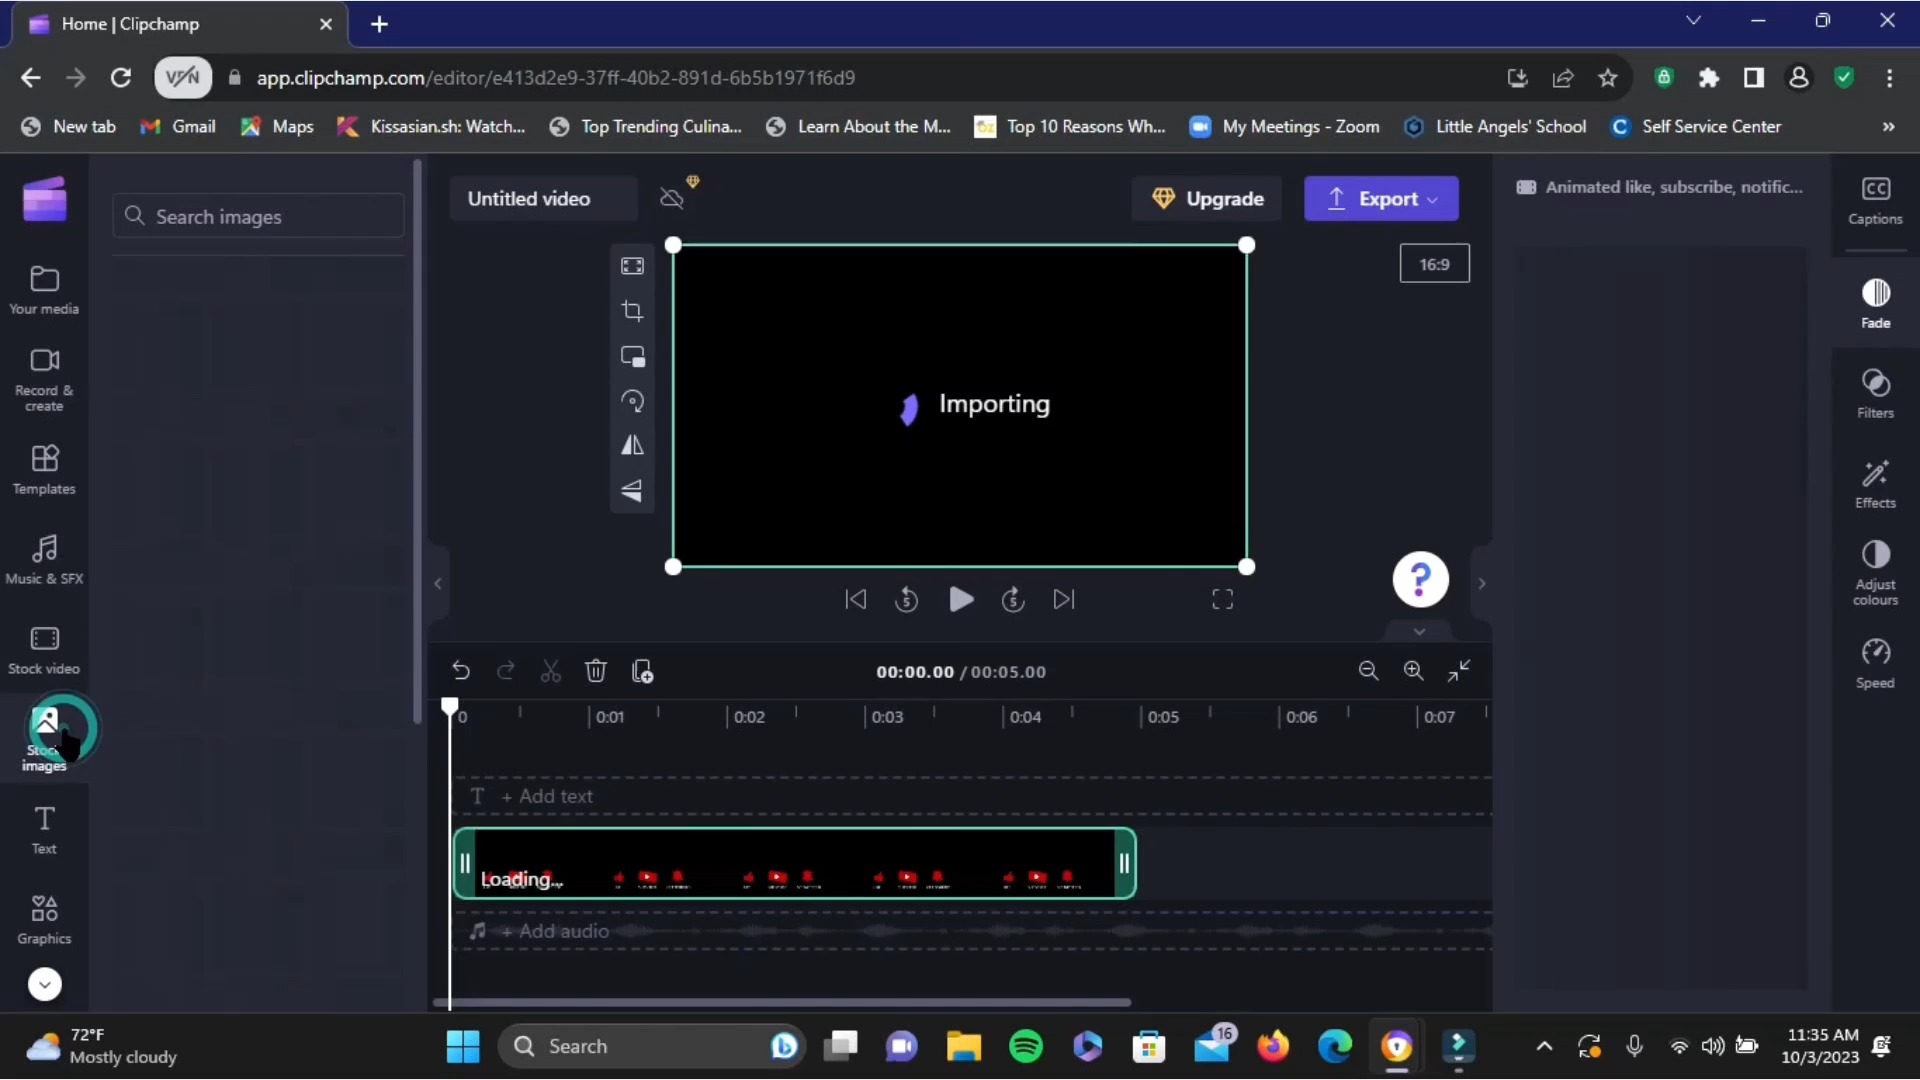 Home | Clipchamp
VPN
app.clipchamp.com/editor/e413d2e9-37ff-40b2-891d-6b5b1971f6d9
New tab
Gmail
Maps
Kissasian.sh: Watch...
Top Trending Culina...
Learn About the M...
Top 10 Reasons Wh...
My Meetings - Zoom
Little Angels' School
Self Service Center
»
Search images
Untitled video
Upgrade
Export
Animated like, subscribe, notific...
CC
Captions
16:9
Your media
Fade
Record &
create
Importing
Filters
Templates
Effects
Music & SFX
?
Adjust
colours
5
5
Stock video
00:00.00 / 00:05.00
Speed
0
0:01
0:02
0:03
0:04
0:05
0:06
0:07
Stock
images
T + Add text
T
Text
Loading...
Graphics
+ Add audio
72°F
Mostly cloudy
Search
16
11:35 AM
10/3/2023